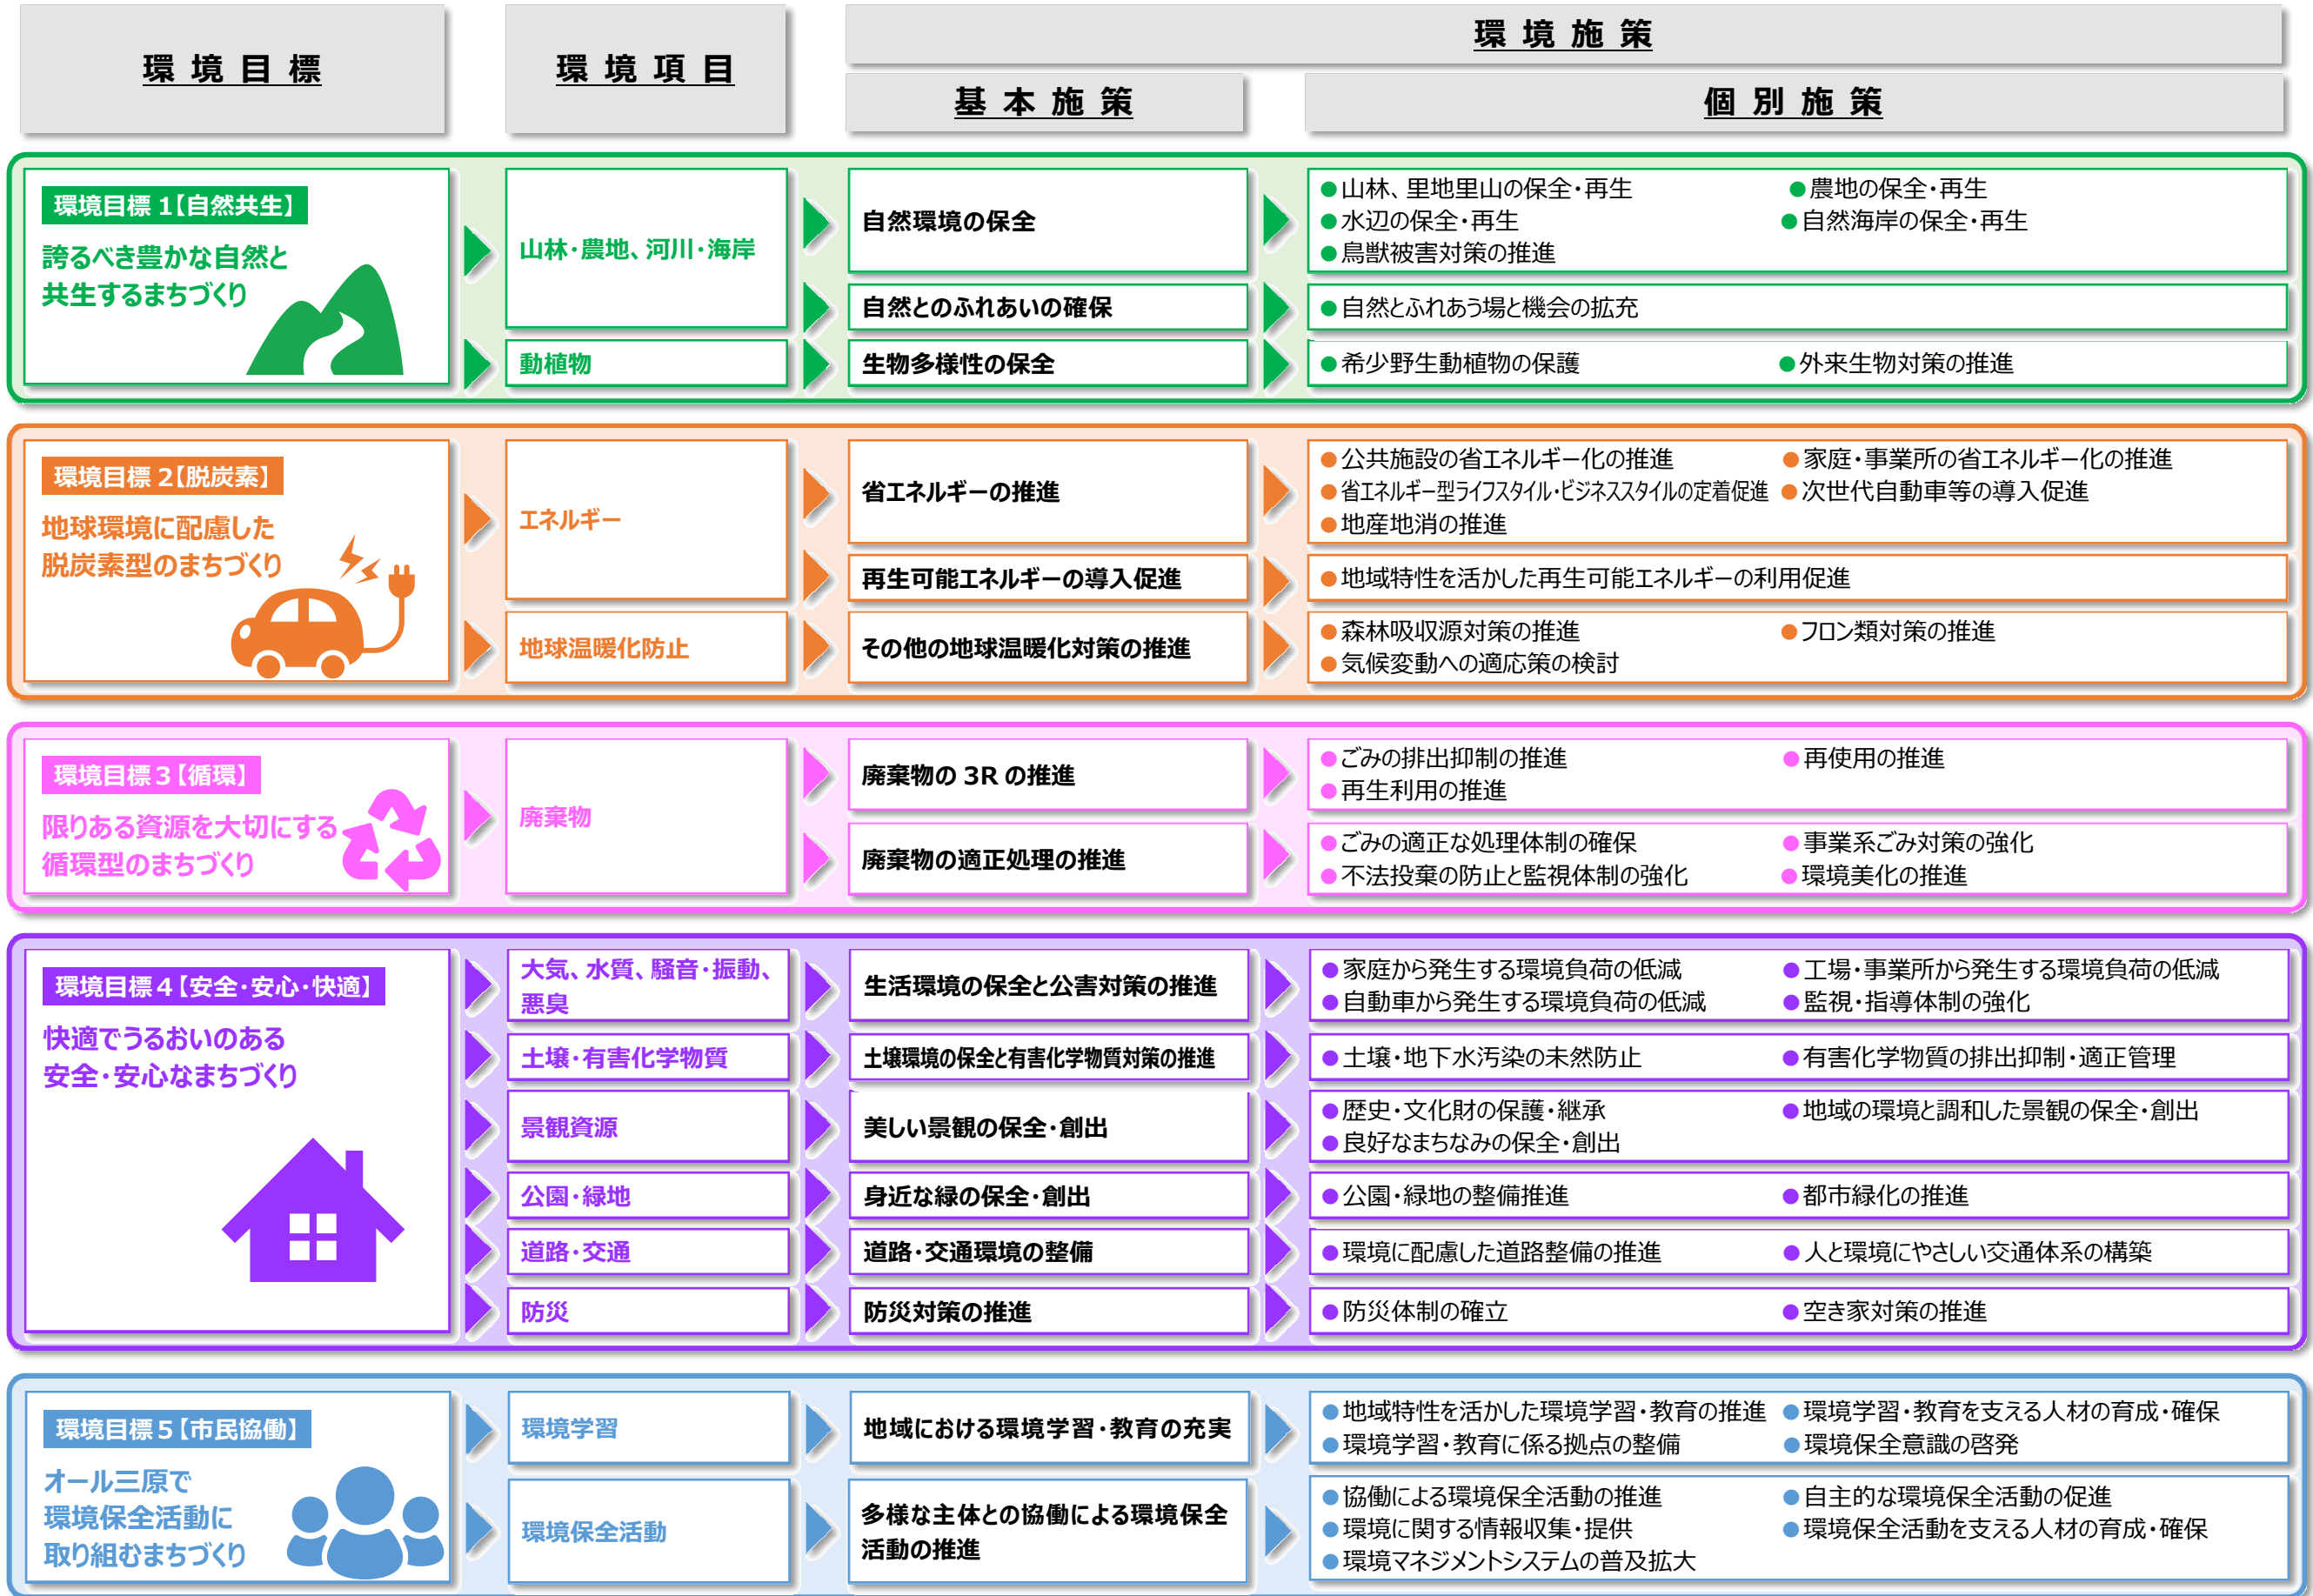 環境目標
環境項目
環境施策
基本施策
個別施策
環境目標 1【自然共生】
誇るべき豊かな自然と
共生するまちづくり
山林・農地、河川・海岸
自然環境の保全
●山林、里地里山の保全・再生 ●農地の保全・再生
●水辺の保全・再生 ●自然海岸の保全・再生
●鳥獣被害対策の推進
自然とのふれあいの確保
●自然とふれあう場と機会の拡充
動植物
生物多様性の保全
●希少野生動植物の保護 ●外来生物対策の推進
環境目標 2【脱炭素】
地球環境に配慮した
脱炭素型のまちづくり
エネルギー
省エネルギーの推進
●公共施設の省エネルギー化の推進 ●家庭・事業所の省エネルギー化の推進
●省エネルギー型ライフスタイル・ビジネススタイルの定着促進 ●次世代自動車等の導入促進
●地産地消の推進
再生可能エネルギーの導入促進
●地域特性を活かした再生可能エネルギーの利用促進
地球温暖化防止
その他の地球温暖化対策の推進
●森林吸収源対策の推進 ●フロン類対策の推進
●気候変動への適応策の検討
環境目標３【循環】
限りある資源を大切にする
循環型のまちづくり
廃棄物
廃棄物の 3R の推進
●ごみの排出抑制の推進 ●再使用の推進
●再生利用の推進
廃棄物の適正処理の推進
●ごみの適正な処理体制の確保 ●事業系ごみ対策の強化
●不法投棄の防止と監視体制の強化 ●環境美化の推進
環境目標４【安全・安心・快適】
快適でうるおいのある
安全・安心なまちづくり
大気、水質、騒音・振動、
悪臭
生活環境の保全と公害対策の推進
●家庭から発生する環境負荷の低減 ●工場・事業所から発生する環境負荷の低減
●自動車から発生する環境負荷の低減 ●監視・指導体制の強化
土壌・有害化学物質
土壌環境の保全と有害化学物質対策の推進
●土壌・地下水汚染の未然防止 ●有害化学物質の排出抑制・適正管理
景観資源
美しい景観の保全・創出
●歴史・文化財の保護・継承 ●地域の環境と調和した景観の保全・創出
●良好なまちなみの保全・創出
公園・緑地
身近な緑の保全・創出
●公園・緑地の整備推進 ●都市緑化の推進
道路・交通
道路・交通環境の整備
●環境に配慮した道路整備の推進 ●人と環境にやさしい交通体系の構築
防災
防災対策の推進
●防災体制の確立 ●空き家対策の推進
環境目標５【市民協働】
オール三原で
環境保全活動に
取り組むまちづくり
環境学習
地域における環境学習・教育の充実
●地域特性を活かした環境学習・教育の推進 ●環境学習・教育を支える人材の育成・確保
●環境学習・教育に係る拠点の整備 ●環境保全意識の啓発
環境保全活動
多様な主体との協働による環境保全
活動の推進
●協働による環境保全活動の推進 ●自主的な環境保全活動の促進
●環境に関する情報収集・提供 ●環境保全活動を支える人材の育成・確保
●環境マネジメントシステムの普及拡大